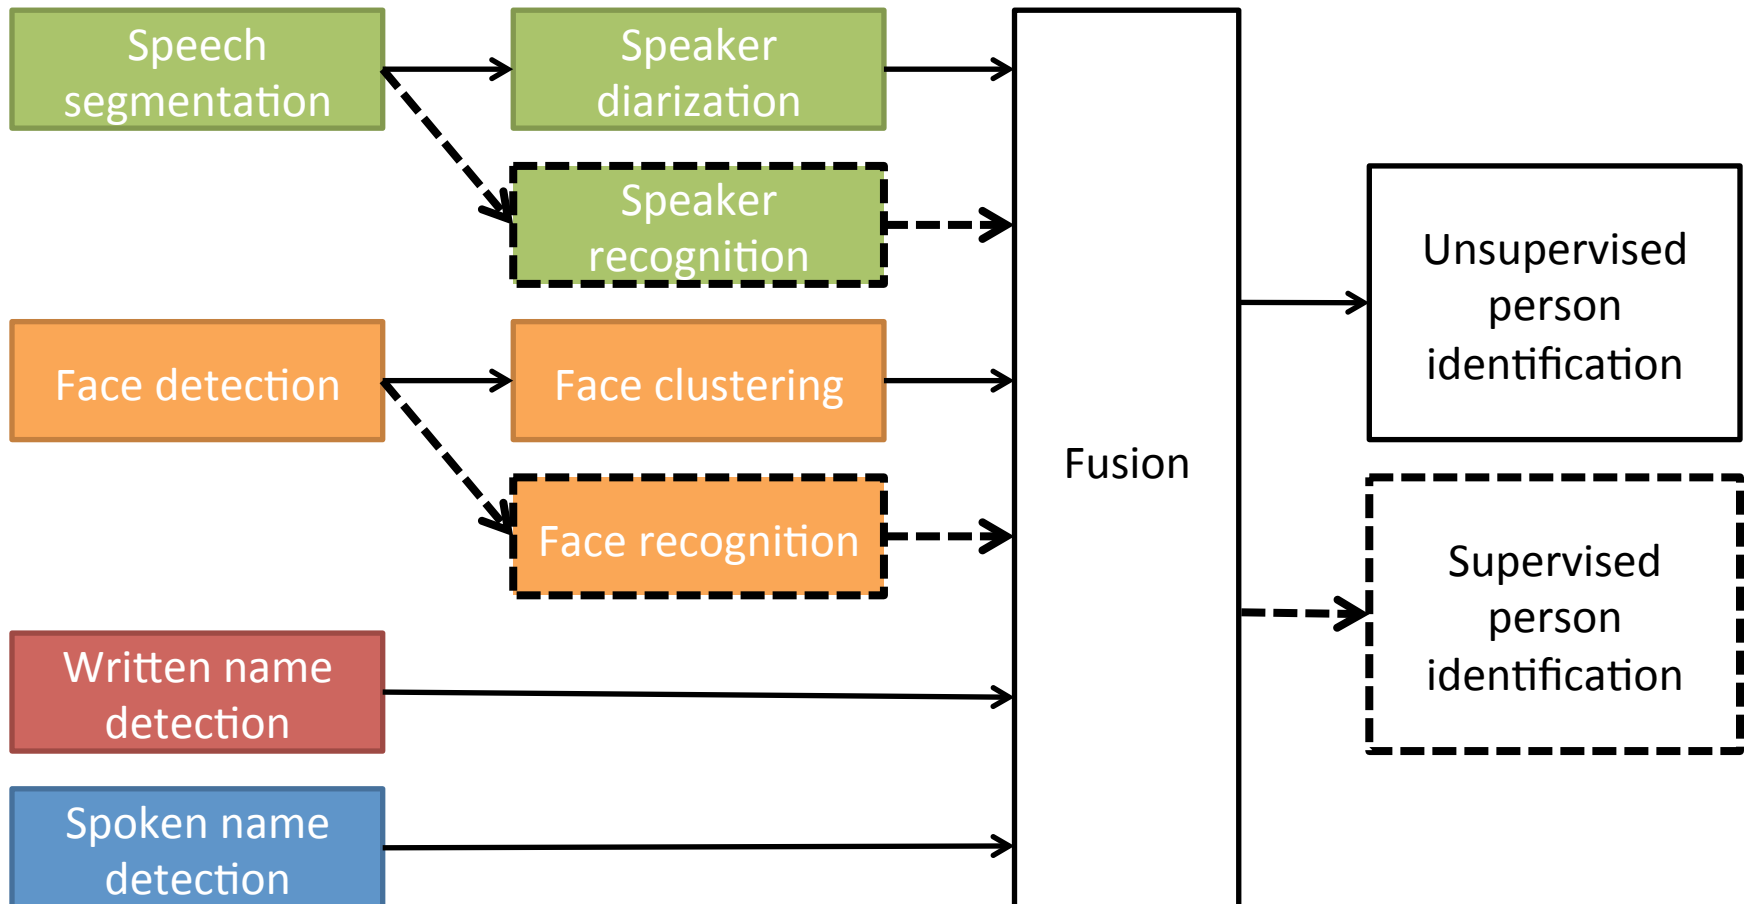 Speech
segmentation
Speaker
diarization
Speaker
recognition
Face detection
Face clustering
Face recognition
Written name
detection
Spoken name
detection
Fusion
Unsupervised
person
identification
Supervised
person
identification